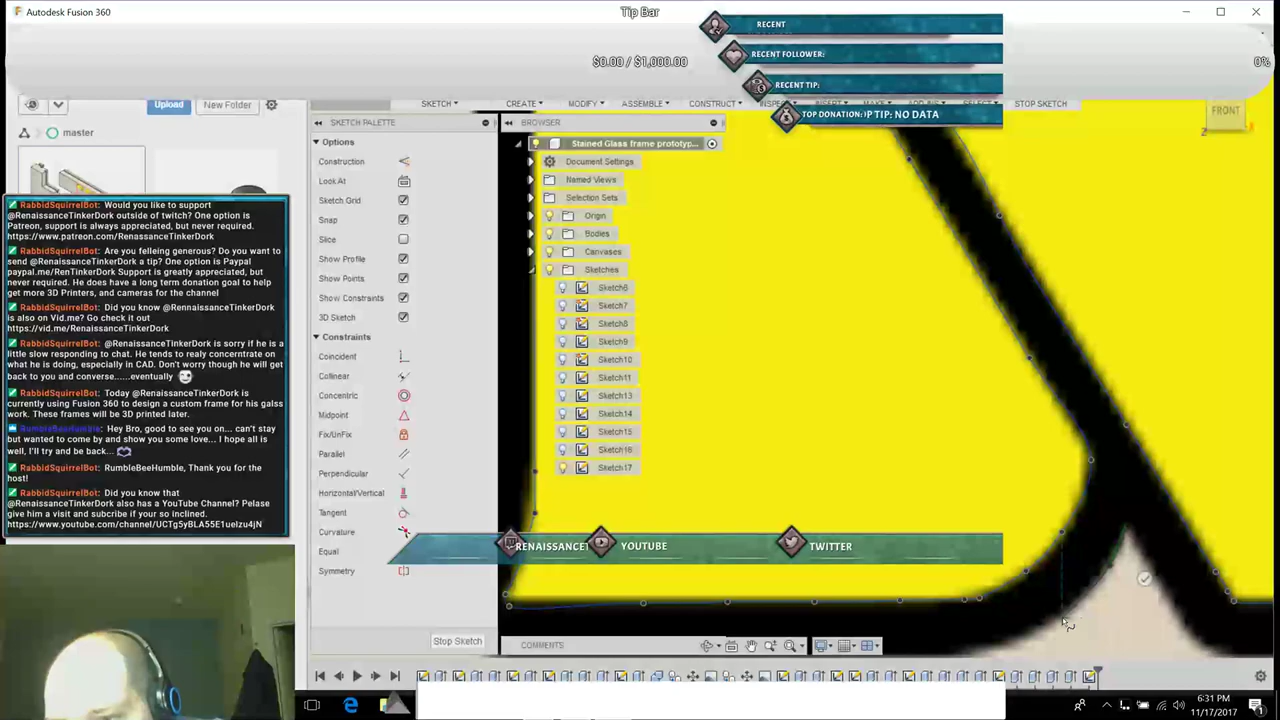 Autodesk Fusion 360
Tip Bar
RECENT
RECENT FOLLOWER:
$0.00 / $1,000.00
0%
RECENT TIP:
TOP DONATION:
P TIP: NO DATA
Upload
New Folder
SKETCH
CREATE
MODIFY
ASSEMBLE
CONSTRUCT
STOP SKETCH
FRONT
Z
master
SKETCH PALETTE
Options
Construction
Look At
Sketch Grid
Snap
Slice
Show Profile
Show Points
Show Constraints
3D Sketch
Constraints
Coincident
Collinear
Concentric
Midpoint
Fix/UnFix
Parallel
Perpendicular
Horizontal/Vertical
Tangent
Curvature
Equal
Symmetry
Stop Sketch
BROWSER
Stained Glass frame prototyp...
Document Settings
Named Views
Selection Sets
Origin
Bodies
Canvases
Sketches
Sketch6
Sketch7
Sketch8
Sketch9
Sketch10
Sketch11
Sketch13
Sketch14
Sketch15
Sketch16
Sketch17
RabbidSquirrelBot: Would you like to support
@RenaissanceTinkerDork outside of twitch? One option is
Patreon, support is always appreciated, but never required.
https://www.patreon.com/RenassanceTinkerDork
RabbidSquirrelBot: Are you felleing generous? Do you want to
send @RenaissanceTinkerDork a tip? One option is Paypal
paypal.me/RenTinkerDork Support is greatly appreciated, but
never required. He does have a long term donation goal to help
get more 3D Printers, and cameras for the channel
RabbidSquirrelBot: Did you know @RennaissanceTinkerDork
is also on Vid.me? Go check it out
https://vid.me/RenaissanceTinkerDork
RabbidSquirrelBot: @RenaissanceTinkerDork is sorry if he is a
little slow responding to chat. He tends to realy concerntrate on
what he is doing, especially in CAD. Don't worry though he will get
back to you and converse......eventually
RabbidSquirrelBot: Today @RenaissanceTinkerDork is
currently using Fusion 360 to design a custom frame for his galss
work. These frames will be 3D printed later.
RumbleBeeHumble: Hey Bro, good to see you on... can't stay
but wanted to come by and show you some love... I hope all is
well, I'll try and be back...
RabbidSquirrelBot: RumbleBeeHumble, Thank you for the
host!
RabbidSquirrelBot: Did you know that
@RenaissanceTinkerDork also has a YouTube Channel? Pelase
give him a visit and subcribe if your so inclined.
https://www.youtube.com/channel/UCTg5yBLA55E1uelzu4jN
RENAISSANCET
YOUTUBE
TWITTER
COMMENTS
6:31 PM
11/17/2017